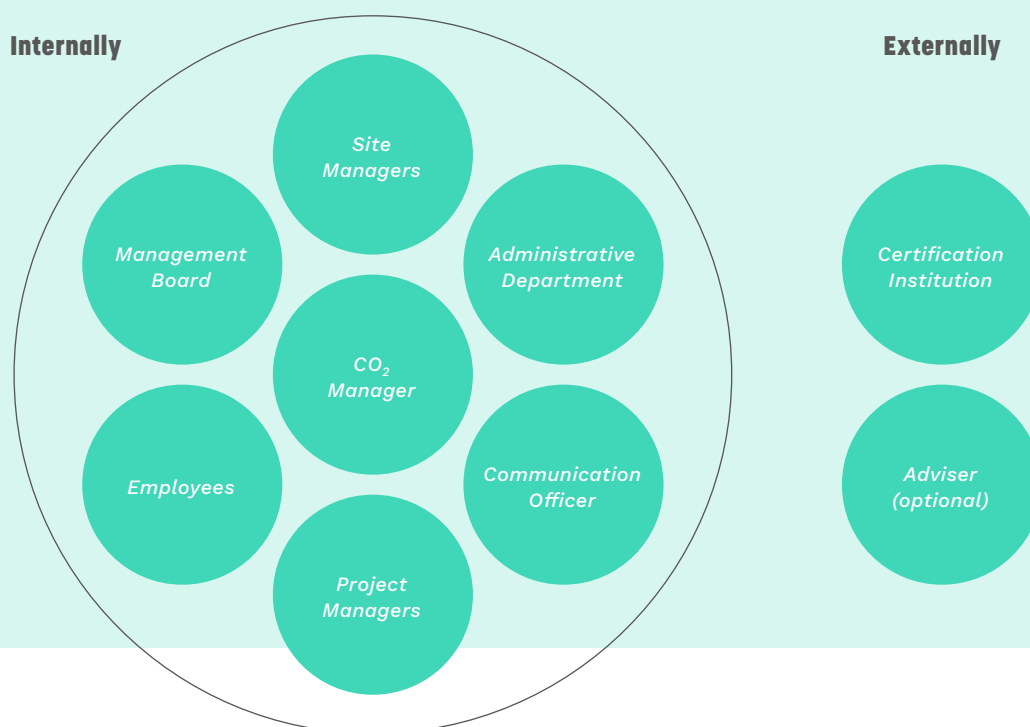 Internally
Externally
Site
Managers
Management
Board
Administrative
Department
Certification
Institution
CO₂
Manager
Employees
Communication
Officer
Adviser
(optional)
Project
Managers